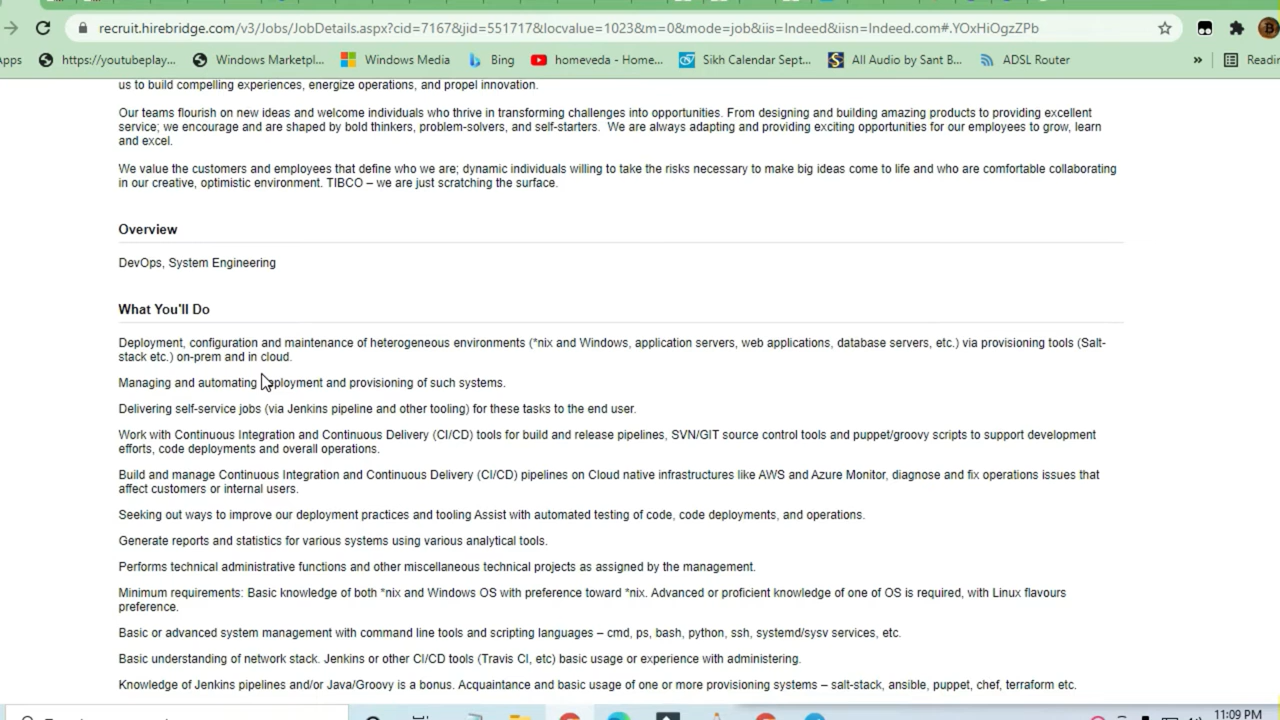 recruit.hirebridge.com/v3/Jobs/JobDetails.aspx?cid=7167&jid=551717&locvalue=1023&m=0&mode=job&iis=Indeed&iisn=Indeed.com#.YOxHiOgzZPb
Apps https://youtubeplay... Windows Marketpl... Windows Media Bing homeveda - Home... Sikh Calendar Sept... All Audio by Sant B... ADSL Router »
us to build compelling experiences, energize operations, and propel innovation.
Our teams flourish on new ideas and welcome individuals who thrive in transforming challenges into opportunities. From designing and building amazing products to providing excellent
service; we encourage and are shaped by bold thinkers, problem-solvers, and self-starters. We are always adapting and providing exciting opportunities for our employees to grow, learn
and excel.
We value the customers and employees that define who we are; dynamic individuals willing to take the risks necessary to make big ideas come to life and who are comfortable collaborating
in our creative, optimistic environment. TIBCO – we are just scratching the surface.
Overview
DevOps, System Engineering
What You'll Do
Deployment, configuration and maintenance of heterogeneous environments (*nix and Windows, application servers, web applications, database servers, etc.) via provisioning tools (Salt-
stack etc.) on-prem and in cloud.
Managing and automating deployment and provisioning of such systems.
Delivering self-service jobs (via Jenkins pipeline and other tooling) for these tasks to the end user.
Work with Continuous Integration and Continuous Delivery (CI/CD) tools for build and release pipelines, SVN/GIT source control tools and puppet/groovy scripts to support development
efforts, code deployments and overall operations.
Build and manage Continuous Integration and Continuous Delivery (CI/CD) pipelines on Cloud native infrastructures like AWS and Azure Monitor, diagnose and fix operations issues that
affect customers or internal users.
Seeking out ways to improve our deployment practices and tooling Assist with automated testing of code, code deployments, and operations.
Generate reports and statistics for various systems using various analytical tools.
Performs technical administrative functions and other miscellaneous technical projects as assigned by the management.
Minimum requirements: Basic knowledge of both *nix and Windows OS with preference toward *nix. Advanced or proficient knowledge of one of OS is required, with Linux flavours
preference.
Basic or advanced system management with command line tools and scripting languages – cmd, ps, bash, python, ssh, systemd/sysv services, etc.
Basic understanding of network stack. Jenkins or other CI/CD tools (Travis CI, etc) basic usage or experience with administering.
Knowledge of Jenkins pipelines and/or Java/Groovy is a bonus. Acquaintance and basic usage of one or more provisioning systems – salt-stack, ansible, puppet, chef, terraform etc.
11:09 PM